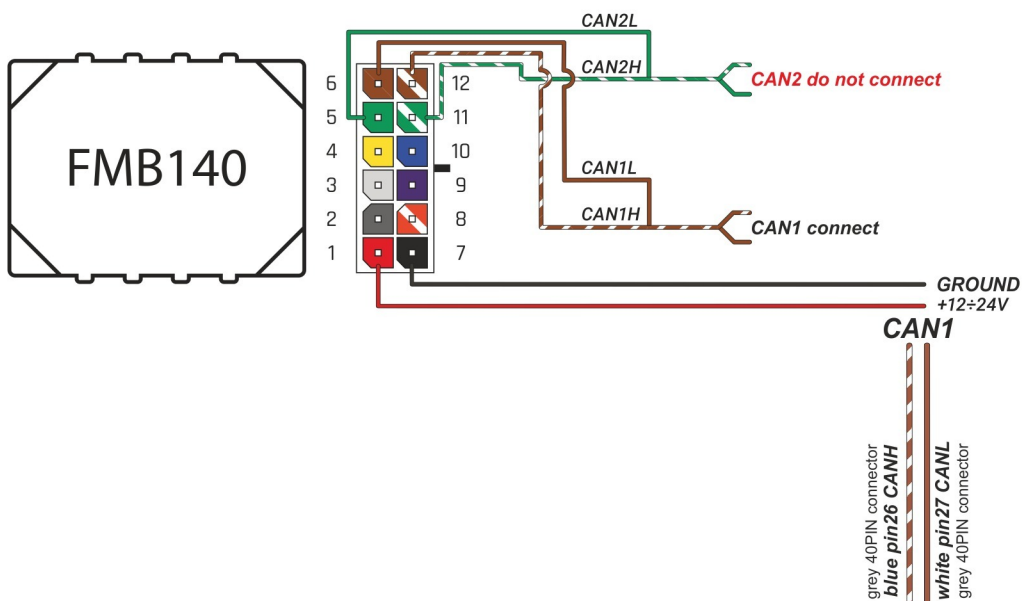 CAN2L
FMB140
6 12
CAN2H
CAN2 do not connect
5 11
4 10
3 9
CAN1L
2 8
CAN1H
CAN1 connect
1 7
GROUND
+12÷24V
CAN1
grey 40PIN connector
blue pin26 CANH
white pin27 CANL
grey 40PIN connector